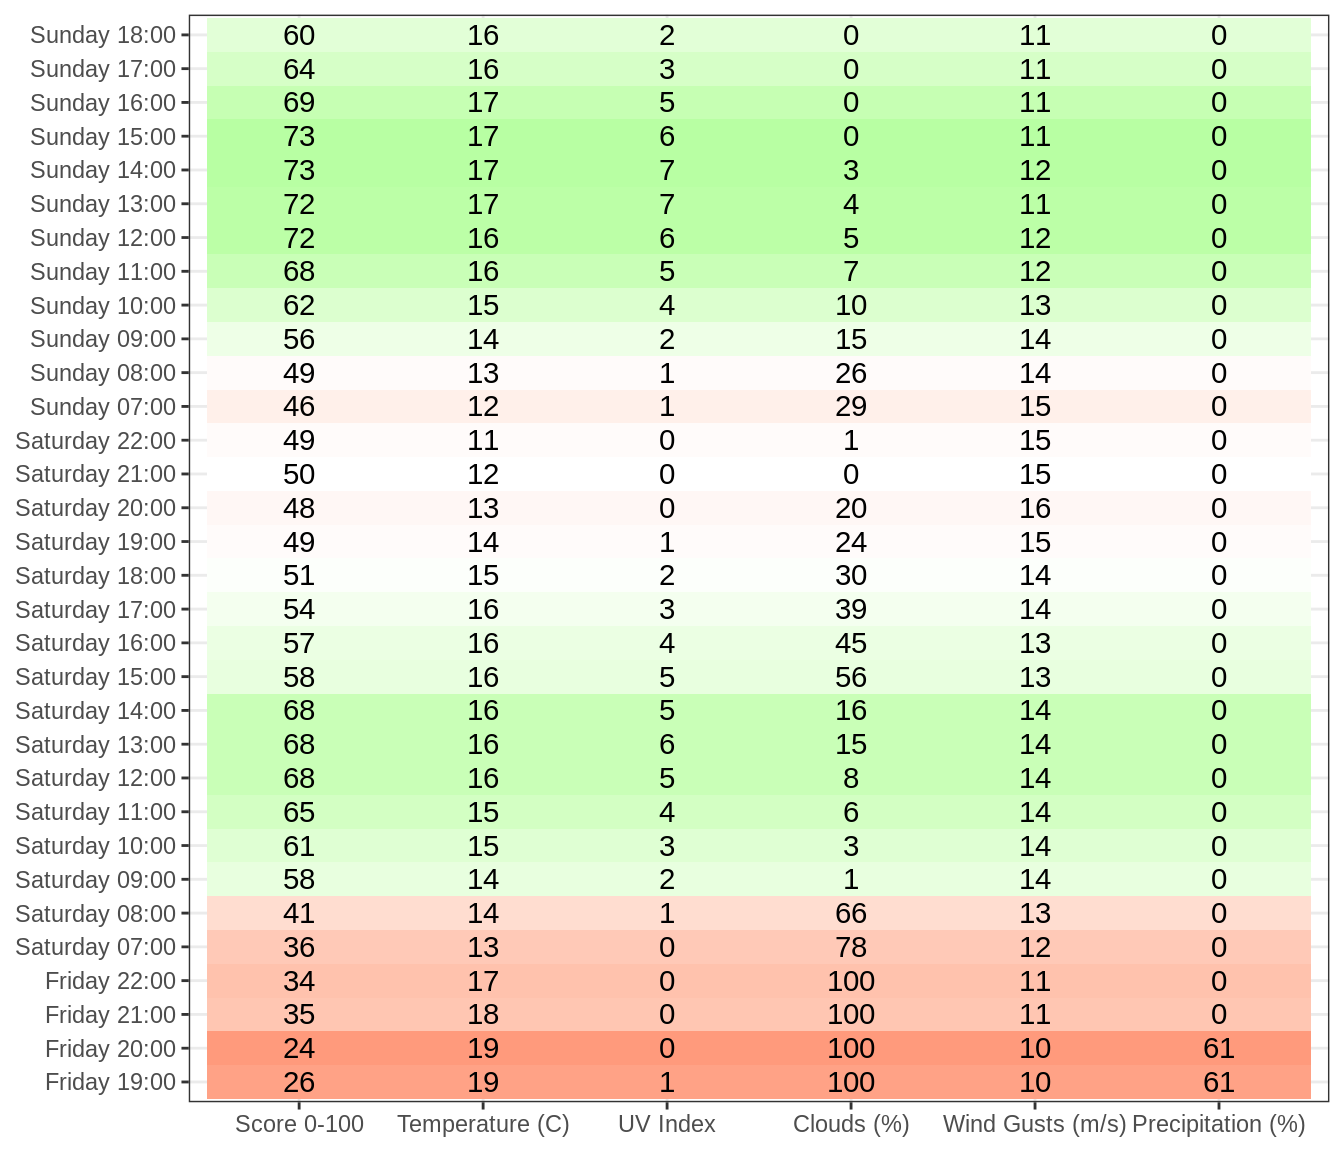 Sunday 18:00 60 16 2 0 11 0
Sunday 17:00 64 16 3 0 11 0
Sunday 16:00 69 17 5 0 11 0
Sunday 15:00 73 17 6 0 11 0
Sunday 14:00 73 17 7 3 12 0
Sunday 13:00 72 17 7 4 11 0
Sunday 12:00 72 16 6 5 12 0
Sunday 11:00 68 16 5 7 12 0
Sunday 10:00 62 15 4 10 13 0
Sunday 09:00 56 14 2 15 14 0
Sunday 08:00 49 13 1 26 14 0
Sunday 07:00 46 12 1 29 15 0
Saturday 22:00 49 11 0 1 15 0
Saturday 21:00 50 12 0 0 15 0
Saturday 20:00 48 13 0 20 16 0
Saturday 19:00 49 14 1 24 15 0
Saturday 18:00 51 15 2 30 14 0
Saturday 17:00 54 16 3 39 14 0
Saturday 16:00 57 16 4 45 13 0
Saturday 15:00 58 16 5 56 13 0
Saturday 14:00 68 16 5 16 14 0
Saturday 13:00 68 16 6 15 14 0
Saturday 12:00 68 16 5 8 14 0
Saturday 11:00 65 15 4 6 14 0
Saturday 10:00 61 15 3 3 14 0
Saturday 09:00 58 14 2 1 14 0
Saturday 08:00 41 14 1 66 13 0
Saturday 07:00 36 13 0 78 12 0
Friday 22:00 34 17 0 100 11 0
Friday 21:00 35 18 0 100 11 0
Friday 20:00 24 19 0 100 10 61
Friday 19:00 26 19 1 100 10 61
Score 0-100 Temperature (C) UV Index Clouds (%) Wind Gusts (m/s) Precipitation (%)